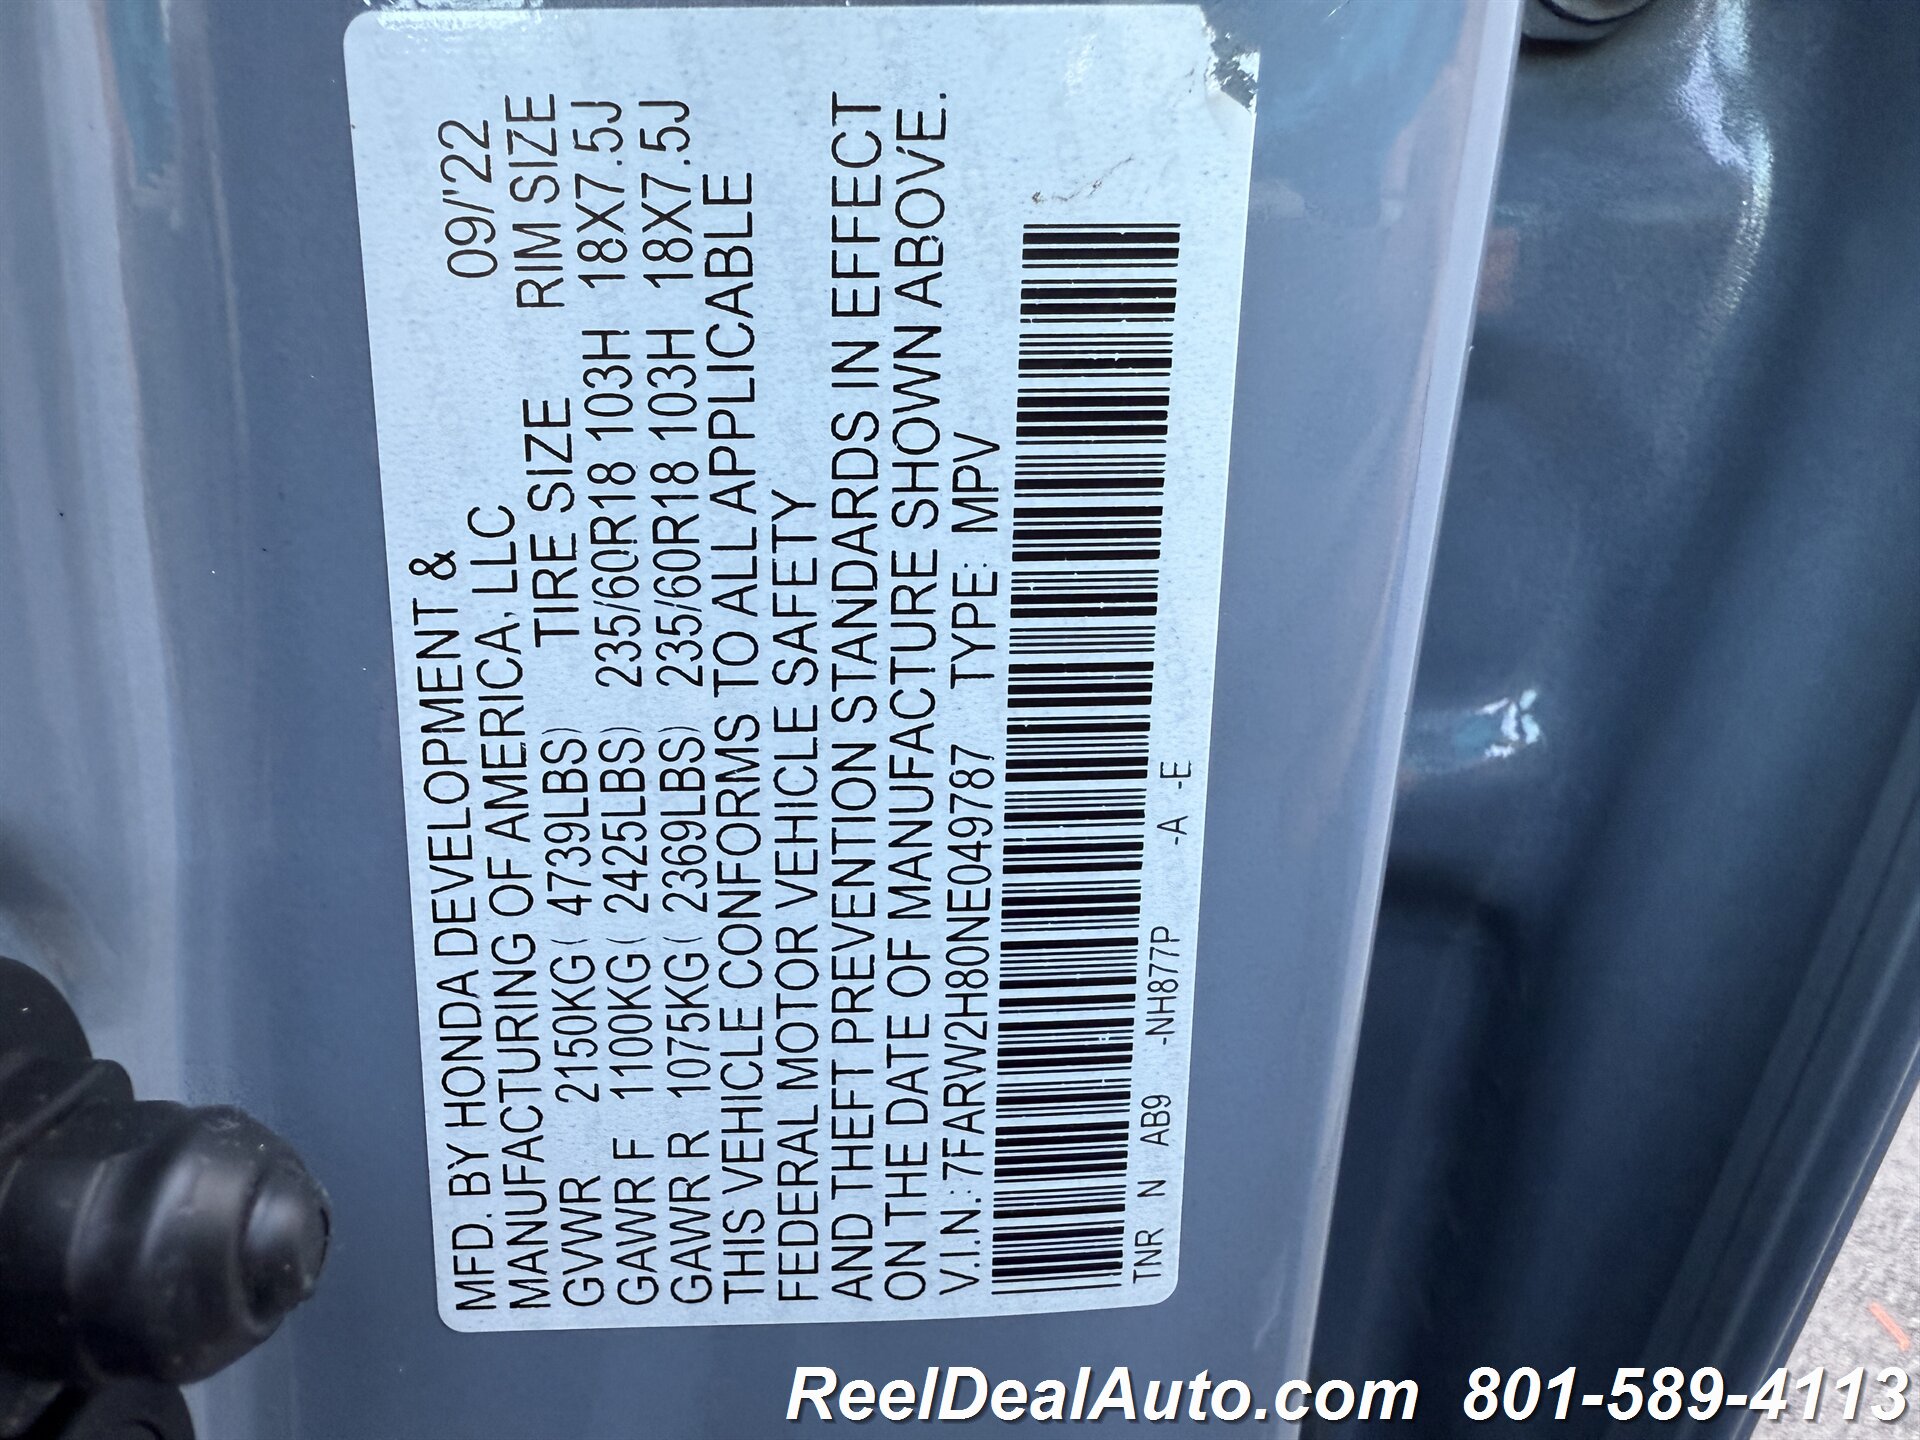 MFD. BY HONDA DEVELOPMENT &
MANUFACTURING OF AMERICA, LLC 09/'22
TIRE SIZE RIM SIZE
GVWR 2150KG( 4739LBS) 235/60R18 103H 18X7.5J
GAWR F 1100KG( 2425LBS) 235/60R18 103H 18X7.5J
GAWR R 1075KG( 2369LBS)
THIS VEHICLE CONFORMS TO ALL APPLICABLE
FEDERAL MOTOR VEHICLE SAFETY
AND THEFT PREVENTION STANDARDS IN EFFECT
ON THE DATE OF MANUFACTURE SHOWN ABOVE.
V.I.N.: 7FARW2H80NE049787 TYPE: MPV
TNR N AB9 -NH877P -A -E
ReelDealAuto.com 801-589-4113